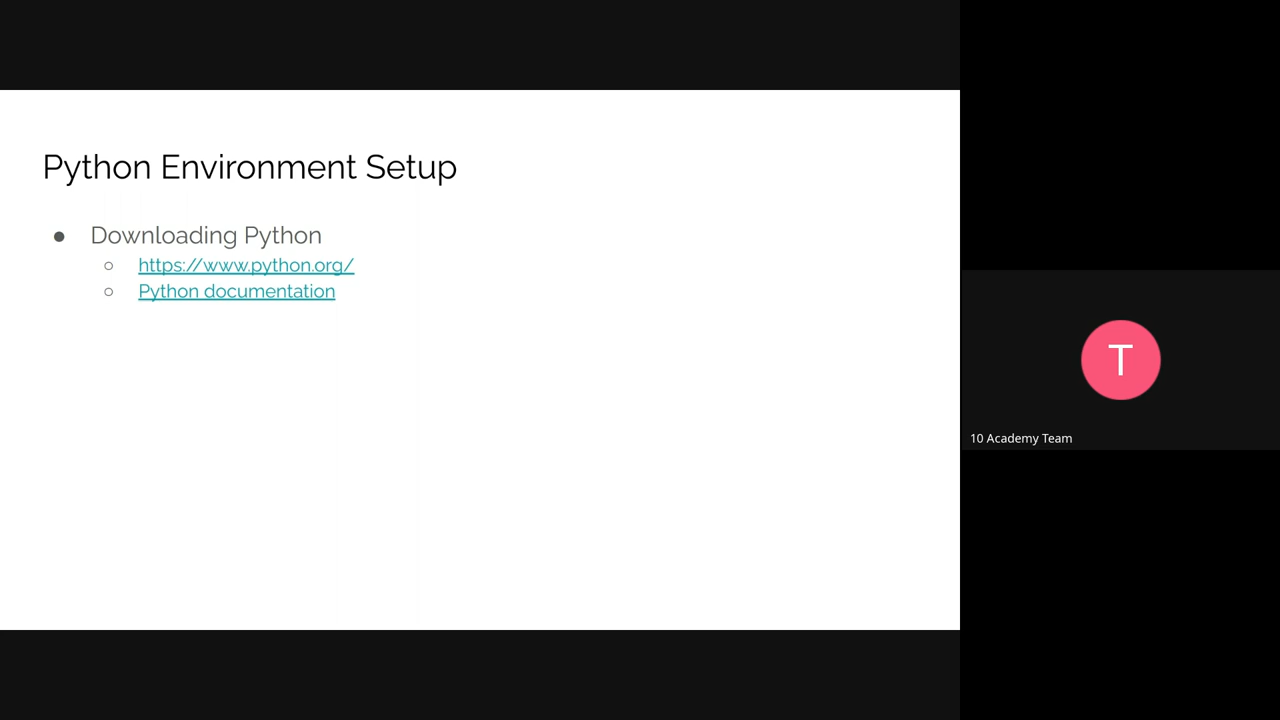 Python Environment Setup
● Downloading Python
○ https://www.python.org/
○ Python documentation
T
10 Academy Team